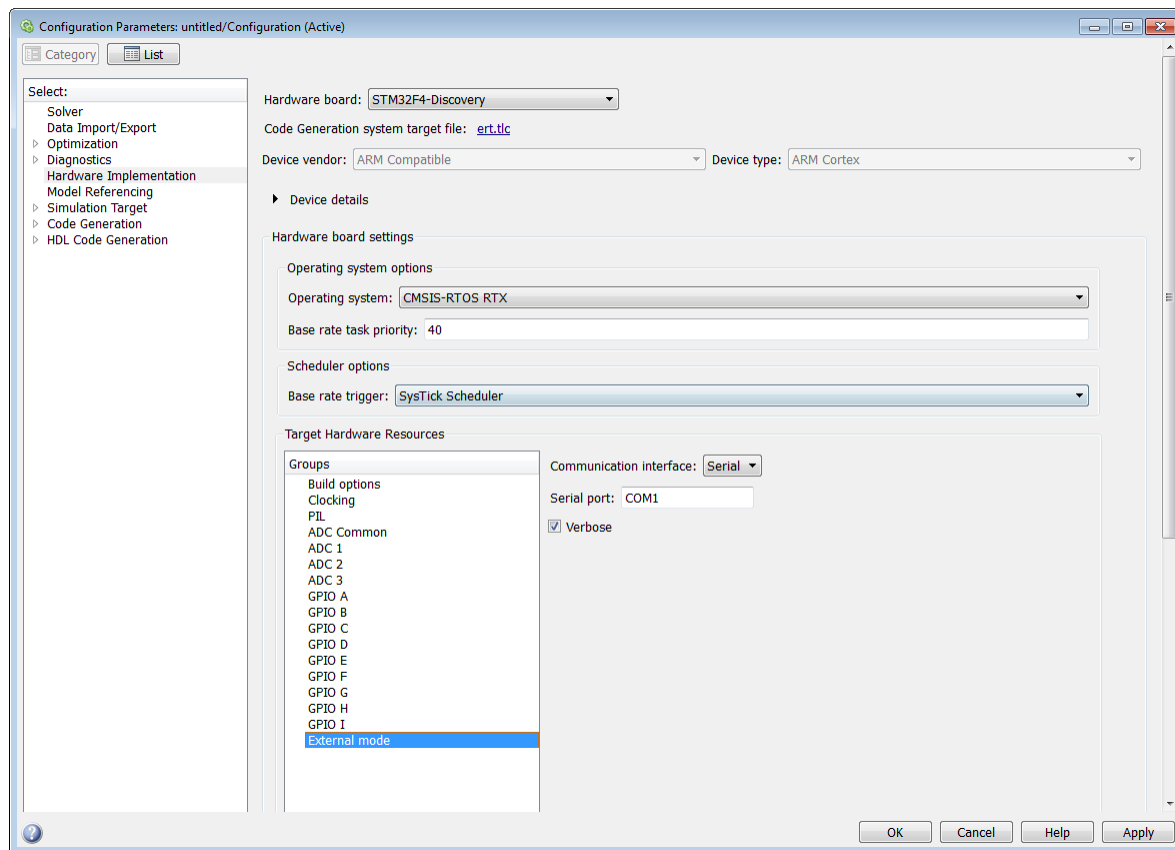 Configuration Parameters: untitled/Configuration (Active)
Category List
Select:
Solver
Data Import/Export
Optimization
Diagnostics
Hardware Implementation
Model Referencing
Simulation Target
Code Generation
HDL Code Generation
Hardware board: STM32F4-Discovery
Code Generation system target file: ert.tlc
Device vendor: ARM Compatible Device type: ARM Cortex
Device details
Hardware board settings
Operating system options
Operating system: CMSIS-RTOS RTX
Base rate task priority: 40
Scheduler options
Base rate trigger: SysTick Scheduler
Target Hardware Resources
Groups
Build options
Clocking
PIL
ADC Common
ADC 1
ADC 2
ADC 3
GPIO A
GPIO B
GPIO C
GPIO D
GPIO E
GPIO F
GPIO G
GPIO H
GPIO I
External mode
Communication interface: Serial
Serial port: COM1
Verbose
OK Cancel Help Apply